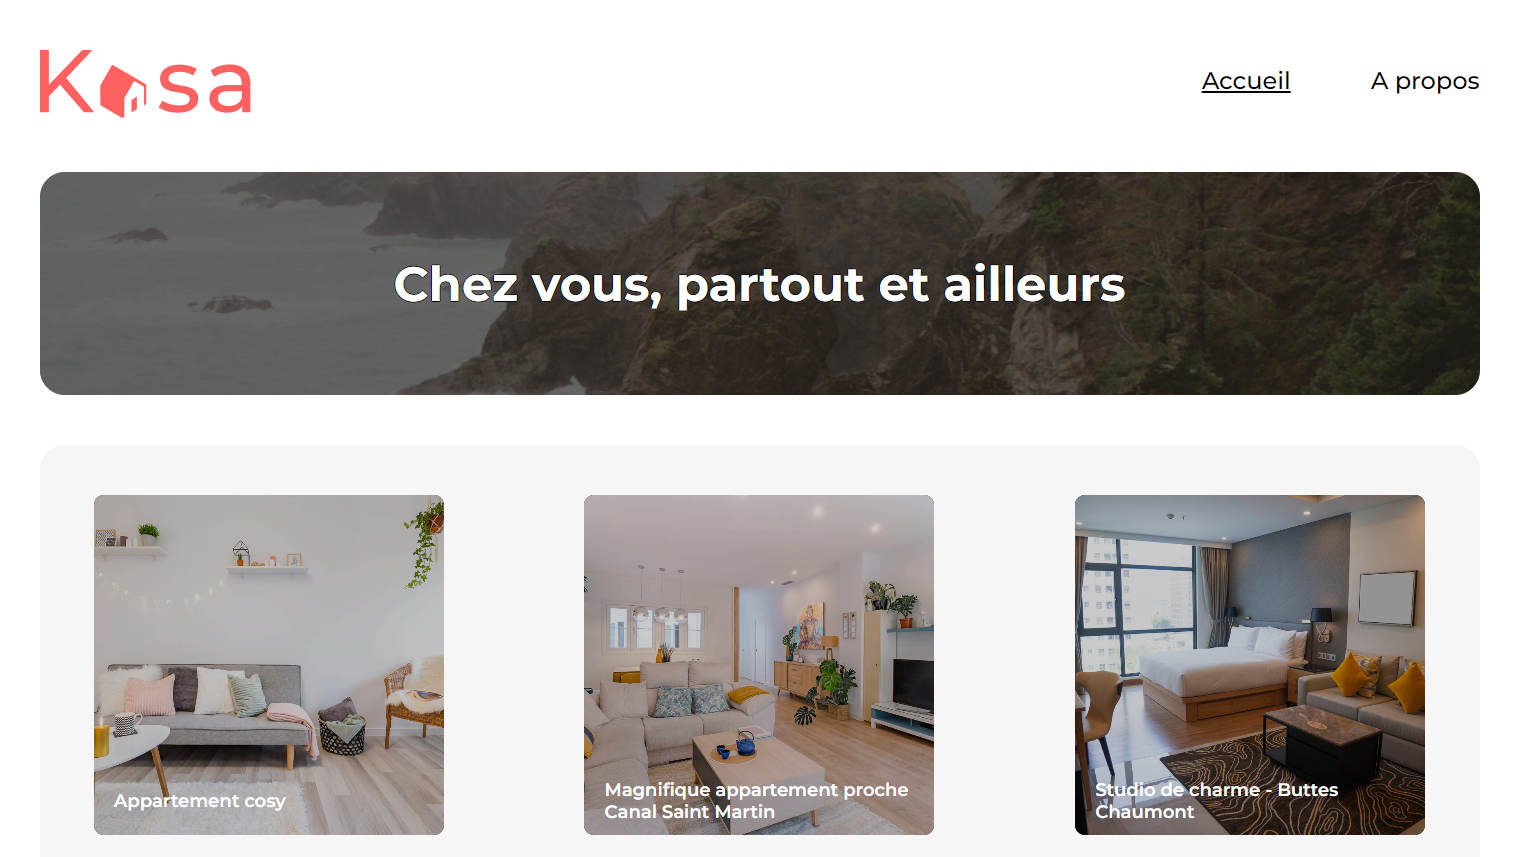 Kasa
Accueil
A propos
Chez vous, partout et ailleurs
Appartement cosy
Magnifique appartement proche
Canal Saint Martin
Studio de charme - Buttes
Chaumont